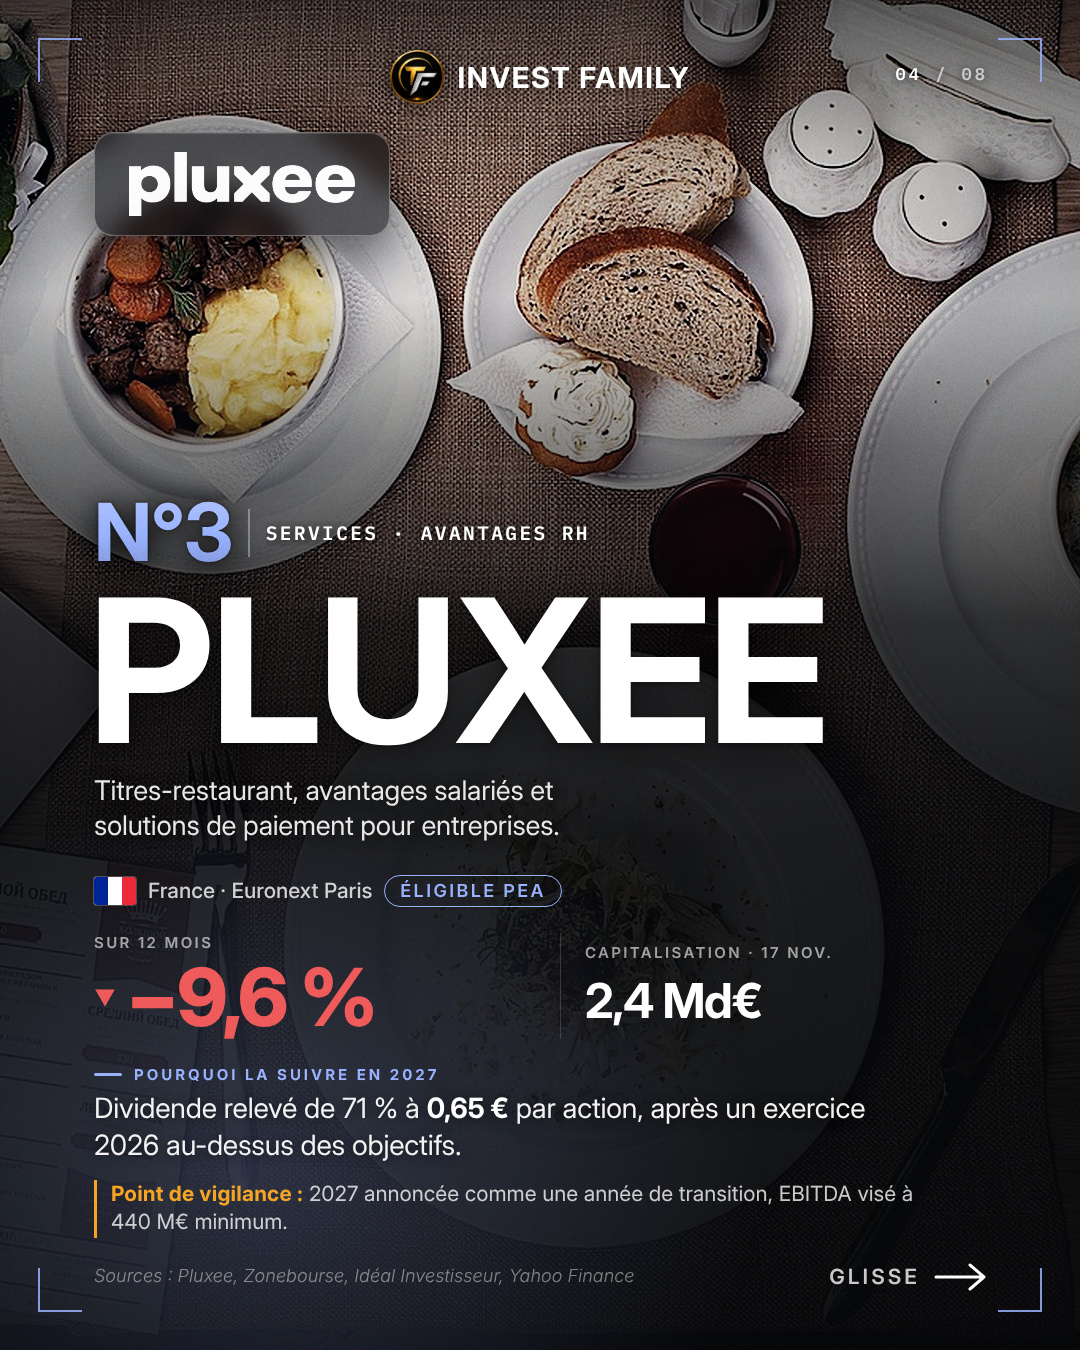 INVEST FAMILY
04 / 08
pluxee
N°3
SERVICES · AVANTAGES RH
PLUXEE
Titres-restaurant, avantages salariés et
solutions de paiement pour entreprises.
France · Euronext Paris
ÉLIGIBLE PEA
SUR 12 MOIS
–9,6 %
CAPITALISATION · 17 NOV.
2,4 Md€
POURQUOI LA SUIVRE EN 2027
Dividende relevé de 71 % à 0,65 € par action, après un exercice
2026 au-dessus des objectifs.
Point de vigilance : 2027 annoncée comme une année de transition, EBITDA visé à
440 M€ minimum.
Sources : Pluxee, Zonebourse, Idéal Investisseur, Yahoo Finance
GLISSE